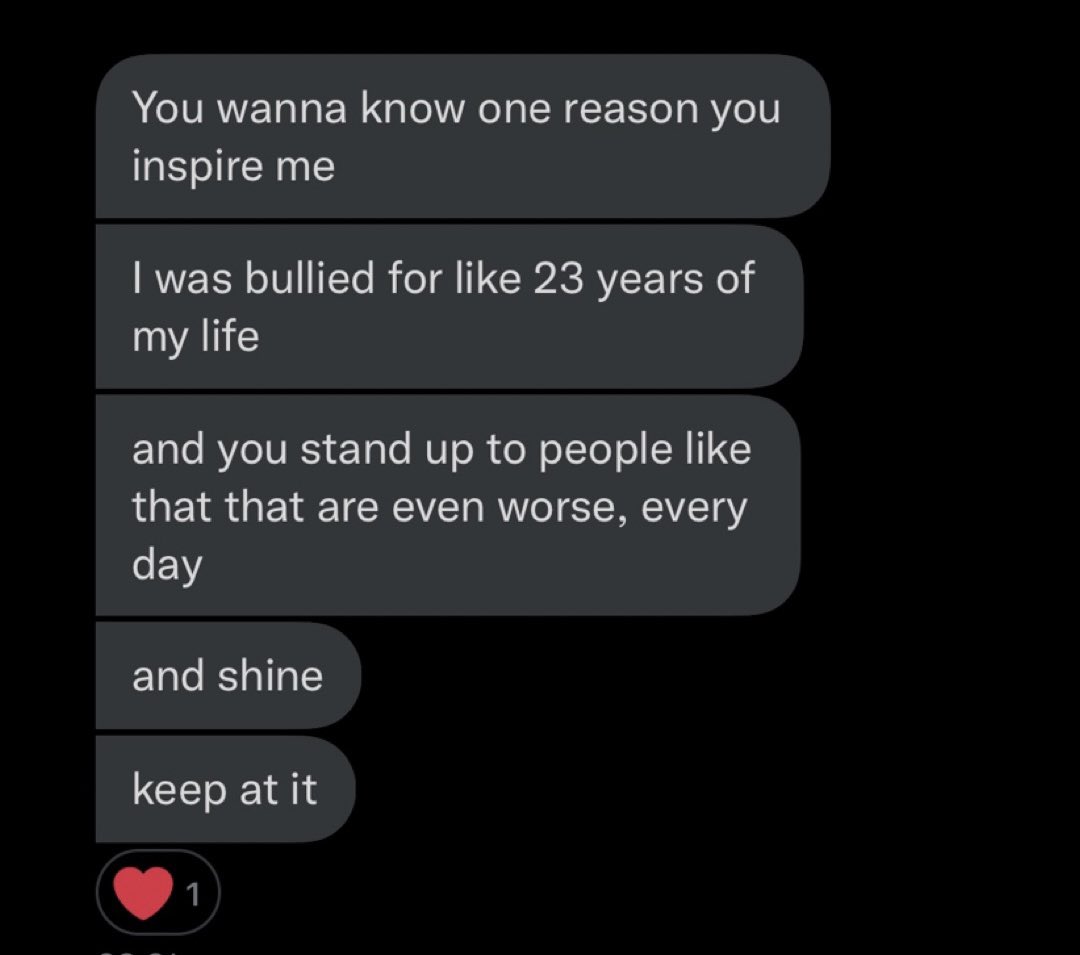 You wanna know one reason you
inspire me
I was bullied for like 23 years of
my life
and you stand up to people like
that that are even worse, every
day
and shine
keep at it
1